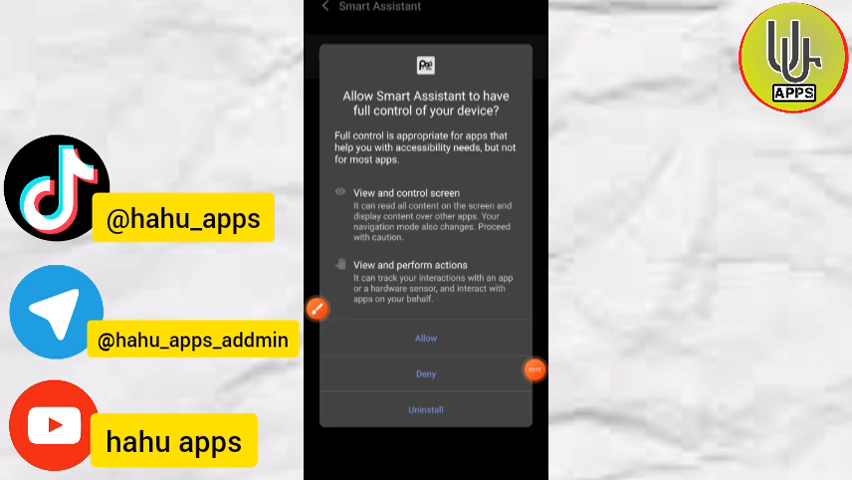 Smart Assistant
Allow Smart Assistant to have
full control of your device?
Full control is appropriate for apps that
help you with accessibility needs, but not
for most apps.
View and control screen
It can read all content on the screen and
display content over other apps. Your
navigation mode also changes. Proceed
with caution.
View and perform actions
It can track your interactions with an app
or a hardware sensor, and interact with
apps on your behalf.
Allow
Deny
Uninstall
@hahu_apps
@hahu_apps_addmin
hahu apps
APPS